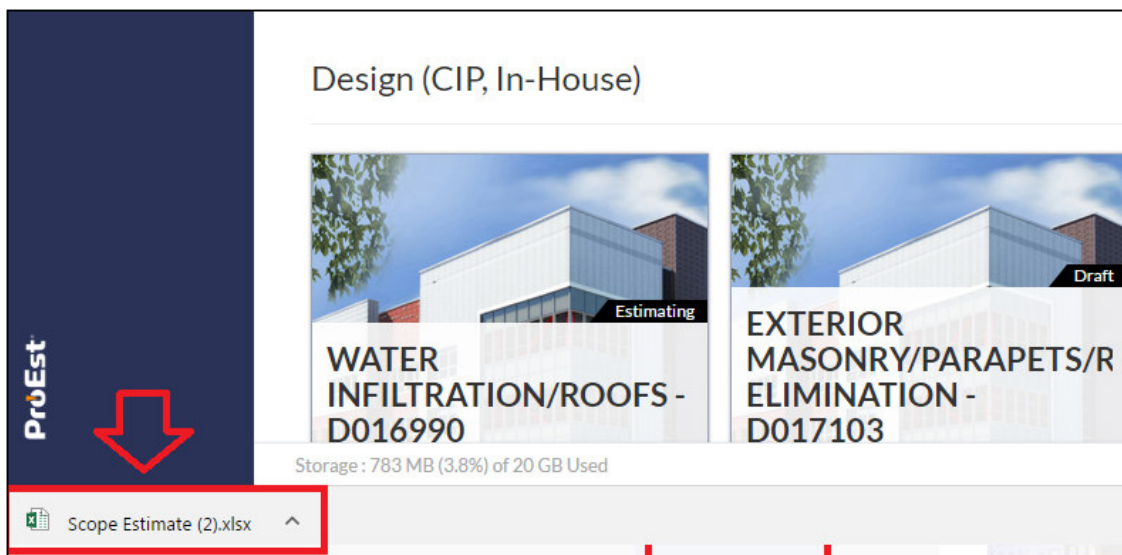 Design (CIP, In-House)
Estimating
WATER
INFILTRATION/ROOFS -
D016990
Draft
EXTERIOR
MASONRY/PARAPETS/R
ELIMINATION -
D017103
ProEst
Storage : 783 MB (3.8%) of 20 GB Used
Scope Estimate (2).xlsx